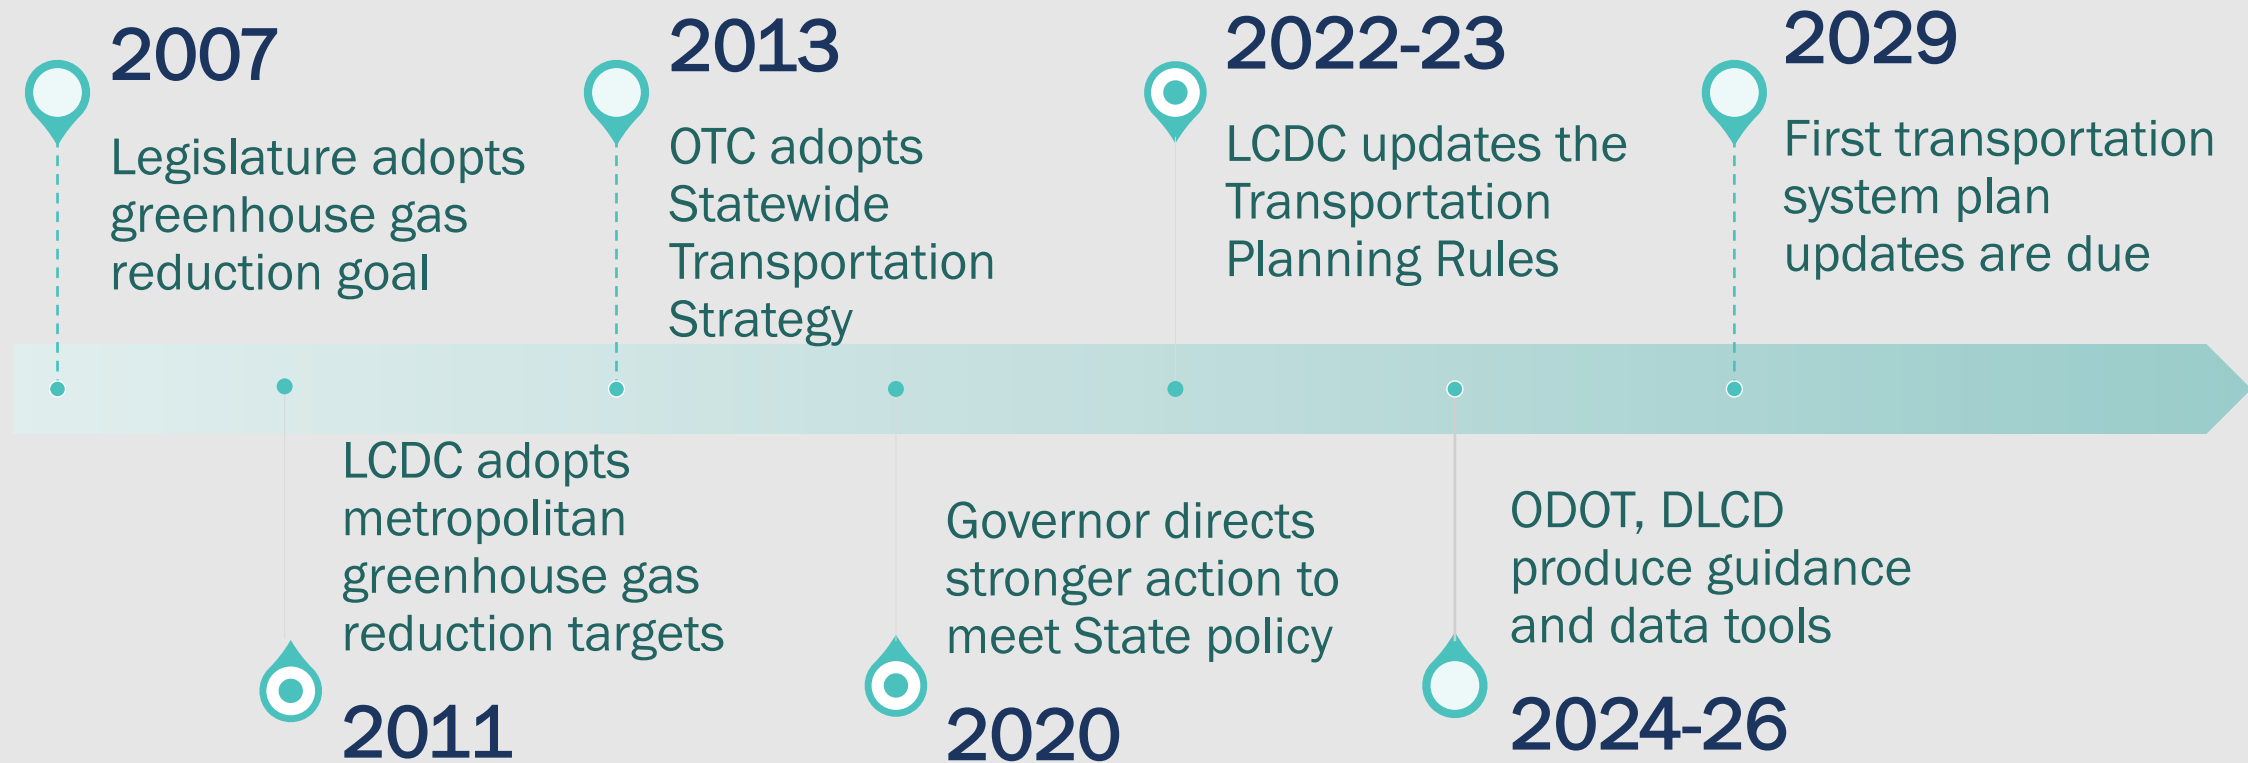 2007
Legislature adopts
greenhouse gas
reduction goal
LCDC adopts
metropolitan
greenhouse gas
reduction targets
2011
2013
OTC adopts
Statewide
Transportation
Strategy
Governor directs
stronger action to
meet State policy
2020
2022-23
LCDC updates the
Transportation
Planning Rules
ODOT, DLCD
produce guidance
and data tools
2024-26
2029
First transportation
system plan
updates are due